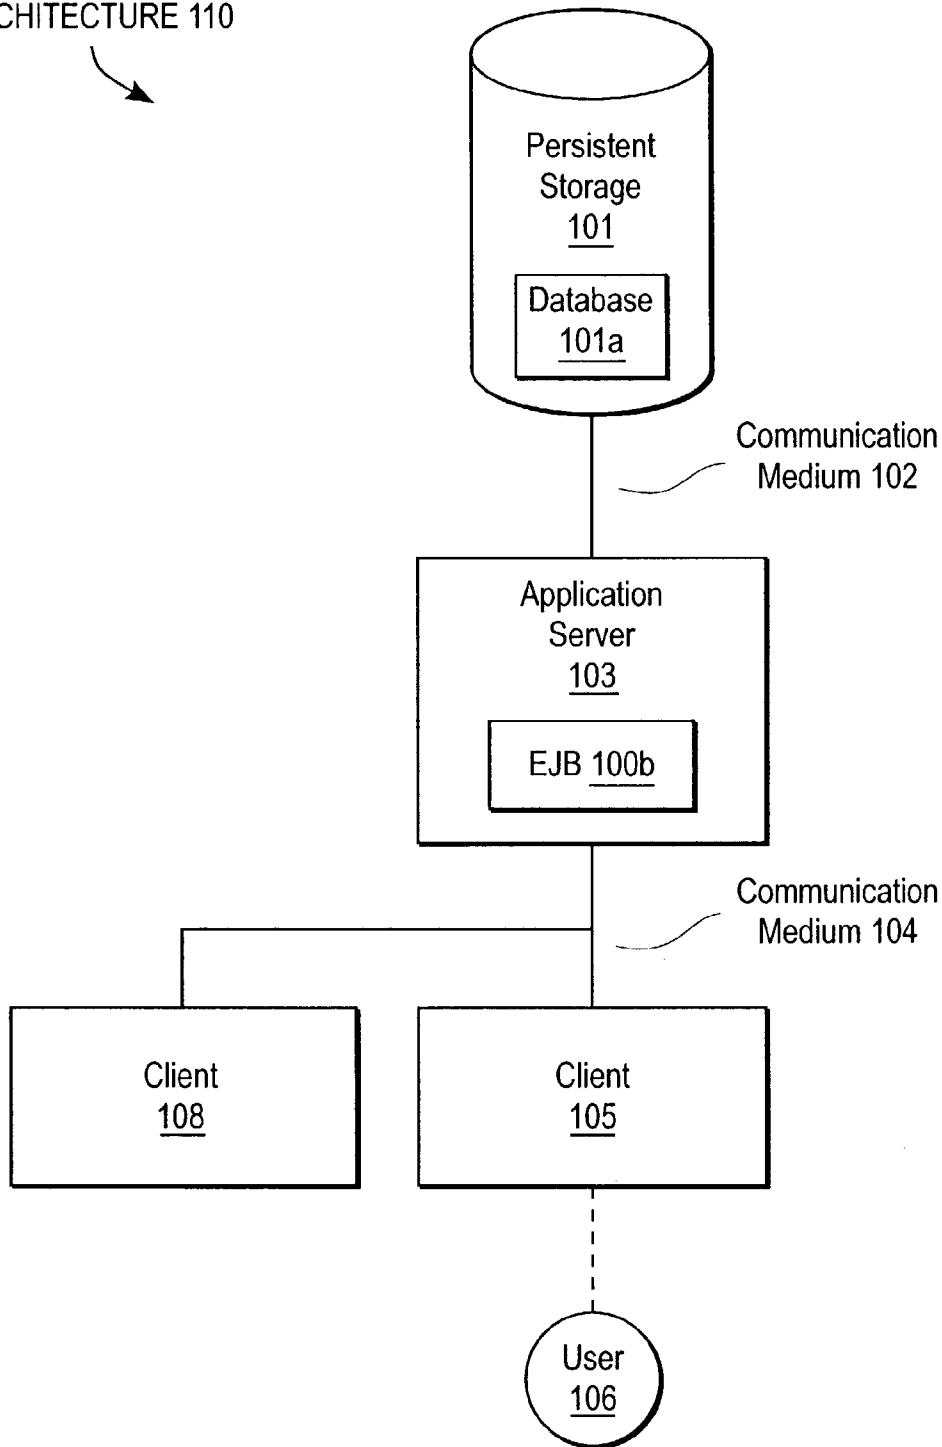 CHITECTURE 110
Persistent
Storage
101
Database
101a
Communication
Medium 102
Application
Server
103
EJB 100b
Communication
Medium 104
Client
108
Client
105
User
106